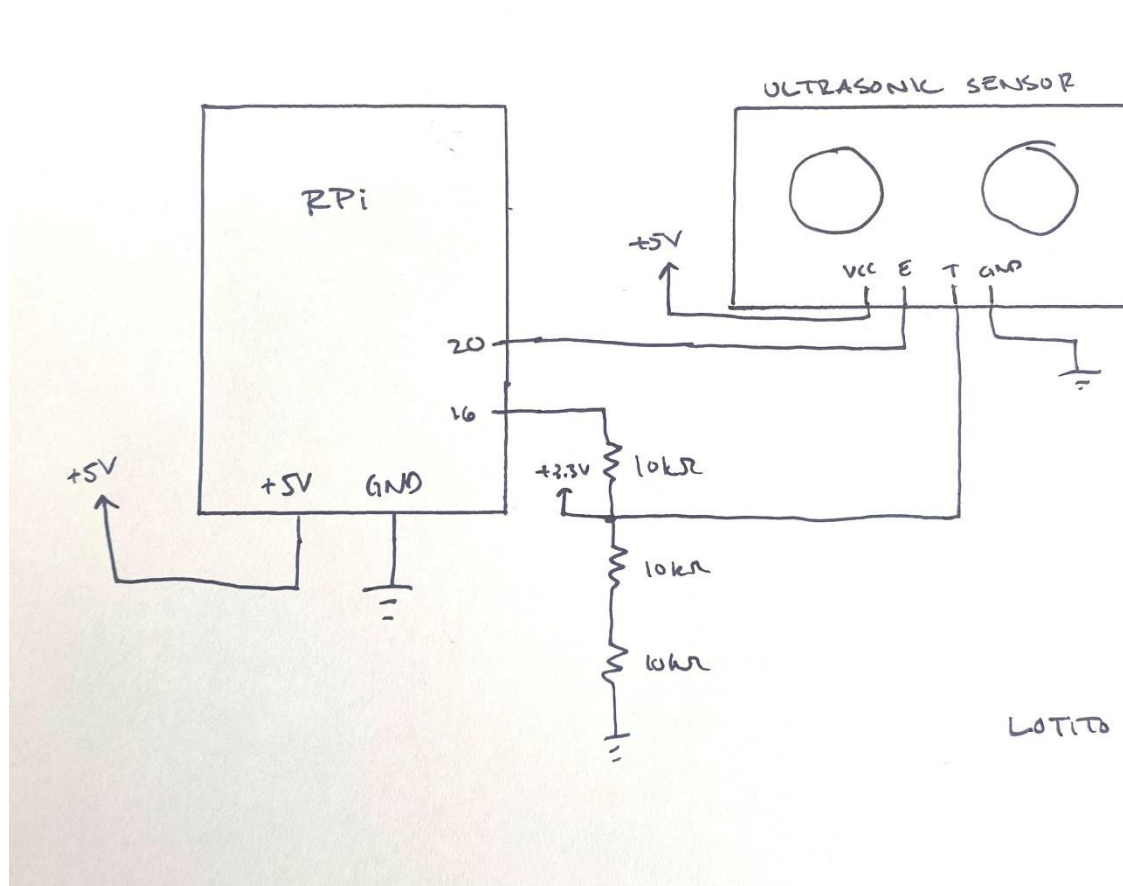 ULTRASONIC SENSOR
RPi
+5V
VCC E T GND
20
16
+5V
+5V GND
+3.3V
10kΩ
10kΩ
10kΩ
LOTITO